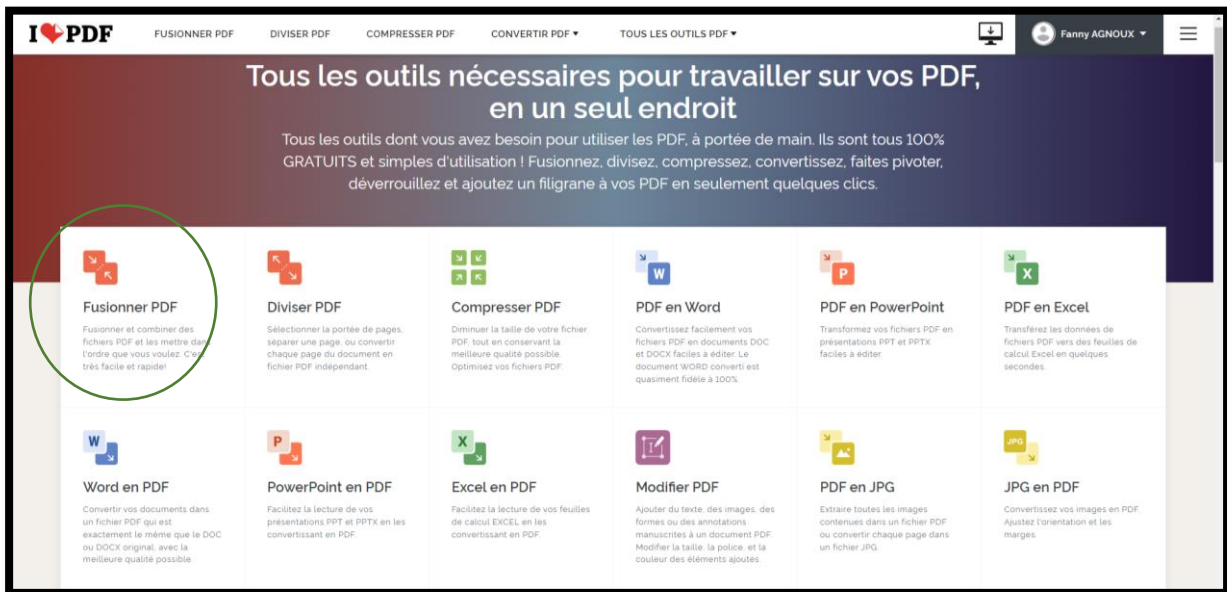 I PDF
FUSIONNER PDF
DIVISER PDF
COMPRESSER PDF
CONVERTIR PDF
TOUS LES OUTILS PDF
Fanny AGNOUX
Tous les outils nécessaires pour travailler sur vos PDF,
en un seul endroit
Tous les outils dont vous avez besoin pour utiliser les PDF, à portée de main. Ils sont tous 100%
GRATUITS et simples d'utilisation ! Fusionnez, divisez, compressez, convertissez, faites pivoter,
déverrouillez et ajoutez un filigrane à vos PDF en seulement quelques clics.
Fusionner PDF
Fusionner et combiner des
fichiers PDF et les mettre dans
l'ordre que vous voulez. C'est
très facile et rapide!
Diviser PDF
Sélectionner la portée de pages,
séparer une page, ou convertir
chaque page du document en
fichier PDF indépendant.
Compresser PDF
Diminuer la taille de votre fichier
PDF, tout en conservant la
meilleure qualité possible.
Optimisez vos fichiers PDF.
W
PDF en Word
Convertissez facilement vos
fichiers PDF en documents DOC
et DOCX faciles à éditer. Le
document WORD converti est
quasiment fidèle à 100%.
P
PDF en PowerPoint
Transformez vos fichiers PDF en
présentations PPT et PPTX
faciles à éditer.
X
PDF en Excel
Transférez les données de
fichiers PDF vers des feuilles de
calcul Excel en quelques
secondes.
W
Word en PDF
Convertir vos documents dans
un fichier PDF qui est
exactement le même que le DOC
ou DOCX original, avec la
meilleure qualité possible.
P
PowerPoint en PDF
Facilitez la lecture de vos
présentations PPT et PPTX en les
convertissant en PDF.
X
Excel en PDF
Facilitez la lecture de vos feuilles
de calcul EXCEL en les
convertissant en PDF.
Modifier PDF
Ajouter du texte, des images, des
formes ou des annotations
manuscrites à un document PDF.
Modifier la taille, la police, et la
couleur des éléments ajoutés.
PDF en JPG
Extraire toutes les images
contenues dans un fichier PDF
ou convertir chaque page dans
un fichier JPG.
JPG
JPG en PDF
Convertissez vos images en PDF.
Ajustez l'orientation et les
marges.